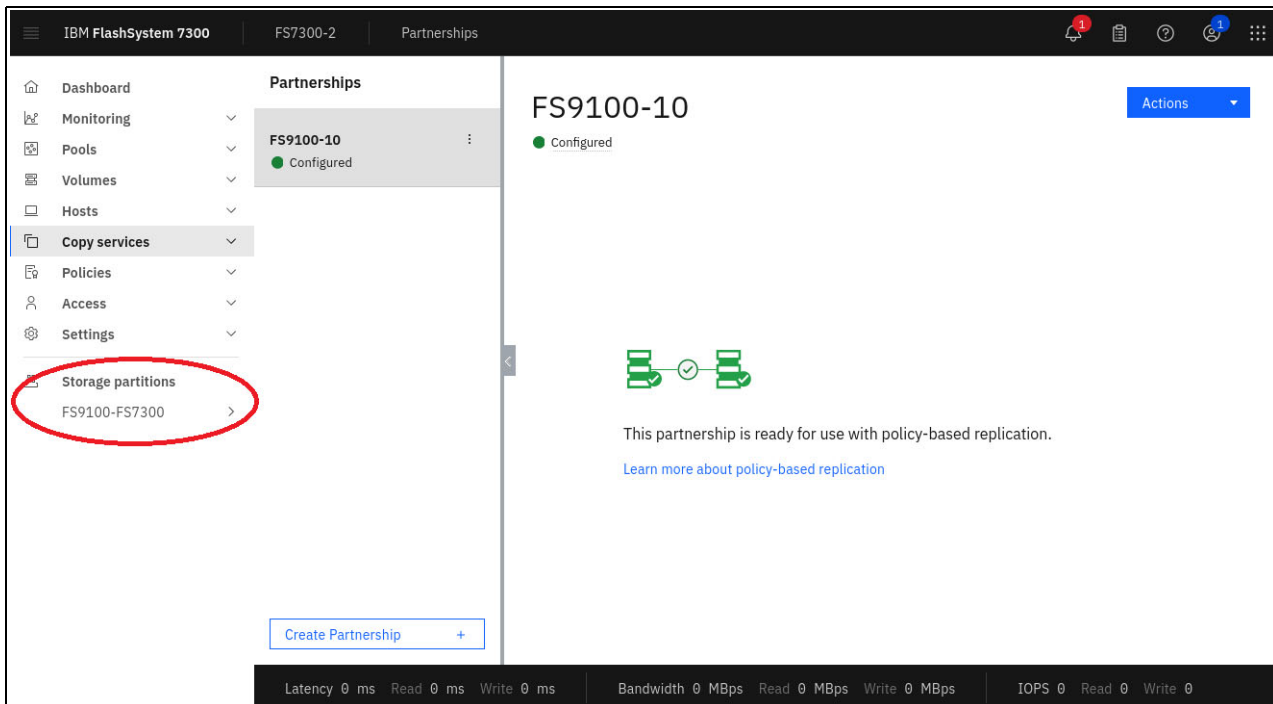 IBM FlashSystem 7300 FS7300-2 Partnerships 1 1
Dashboard
Monitoring
Pools
Volumes
Hosts
Copy services
Policies
Access
Settings
Storage partitions
FS9100-FS7300
Partnerships
FS9100-10
Configured
Create Partnership +
FS9100-10
Configured
Actions
This partnership is ready for use with policy-based replication.
Learn more about policy-based replication
Latency 0 ms Read 0 ms Write 0 ms Bandwidth 0 MBps Read 0 MBps Write 0 MBps IOPS 0 Read 0 Write 0